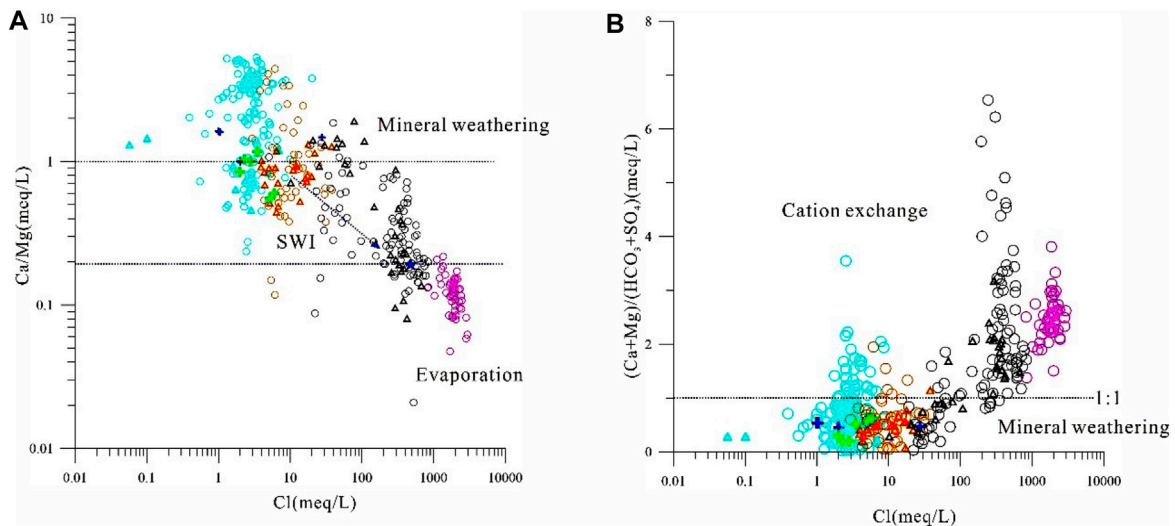 A
B
10
1
0.1
0.01
Ca/Mg(meq/L)
Mineral weathering
SWI
Evaporation
0.01 0.1 1 10 100 1000 10000
Cl(meq/L)
8
6
4
2
0
(Ca+Mg)/(HCO₃+SO₄)(meq/L)
Cation exchange
1:1
Mineral weathering
0.01 0.1 1 10 100 1000 10000
Cl(meq/L)